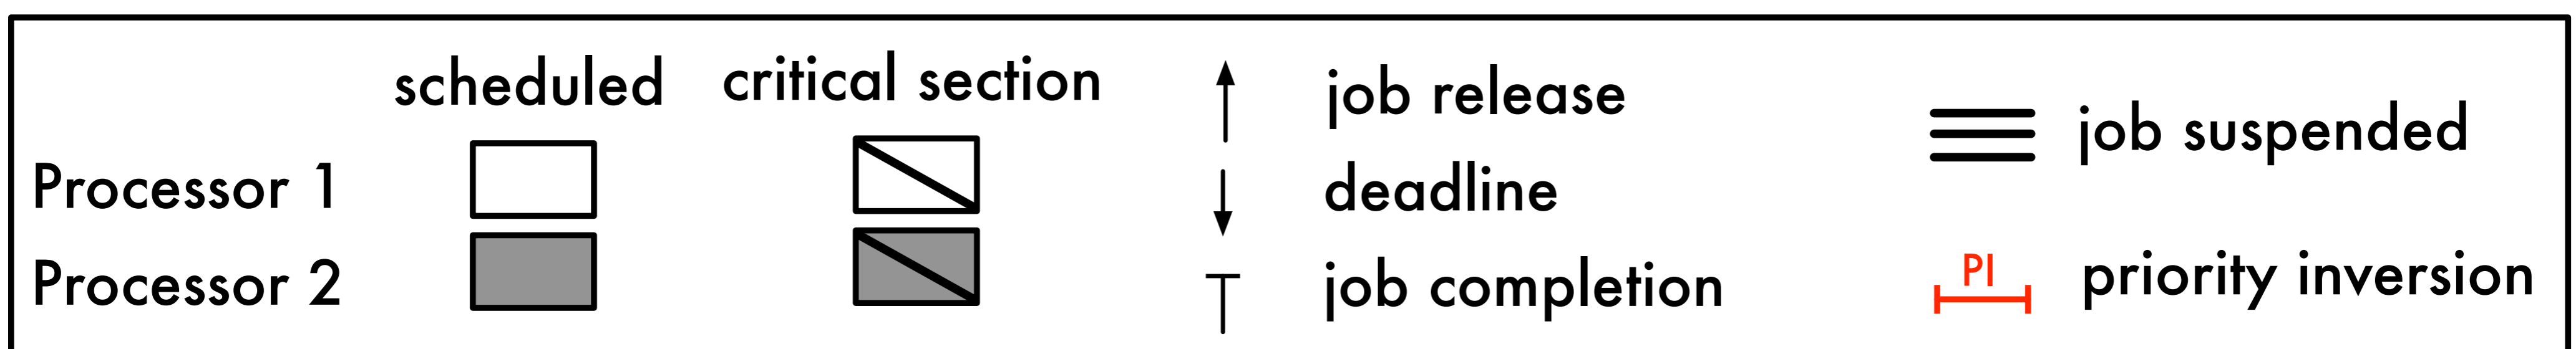 scheduled
critical section
job release
job suspended
Processor 1
deadline
Processor 2
job completion
PI
priority inversion